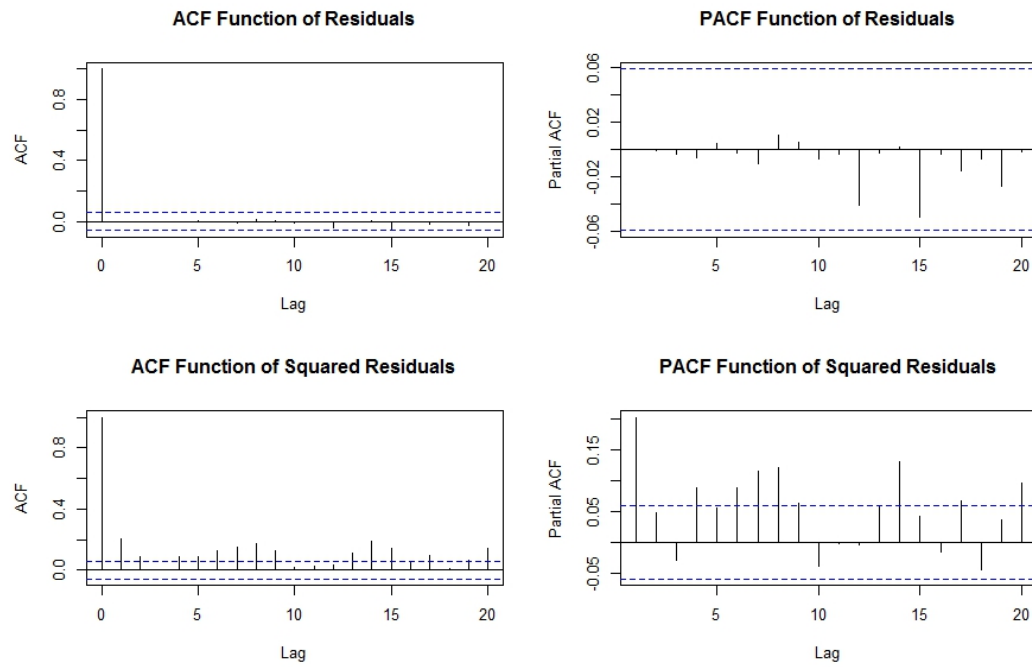 ACF Function of Residuals
ACF
0.0 0.4 0.8
0 5 10 15 20
Lag
PACF Function of Residuals
Partial ACF
-0.06 -0.02 0.02 0.06
5 10 15 20
Lag
ACF Function of Squared Residuals
ACF
0.0 0.4 0.8
0 5 10 15 20
Lag
PACF Function of Squared Residuals
Partial ACF
-0.05 0.05 0.15
5 10 15 20
Lag